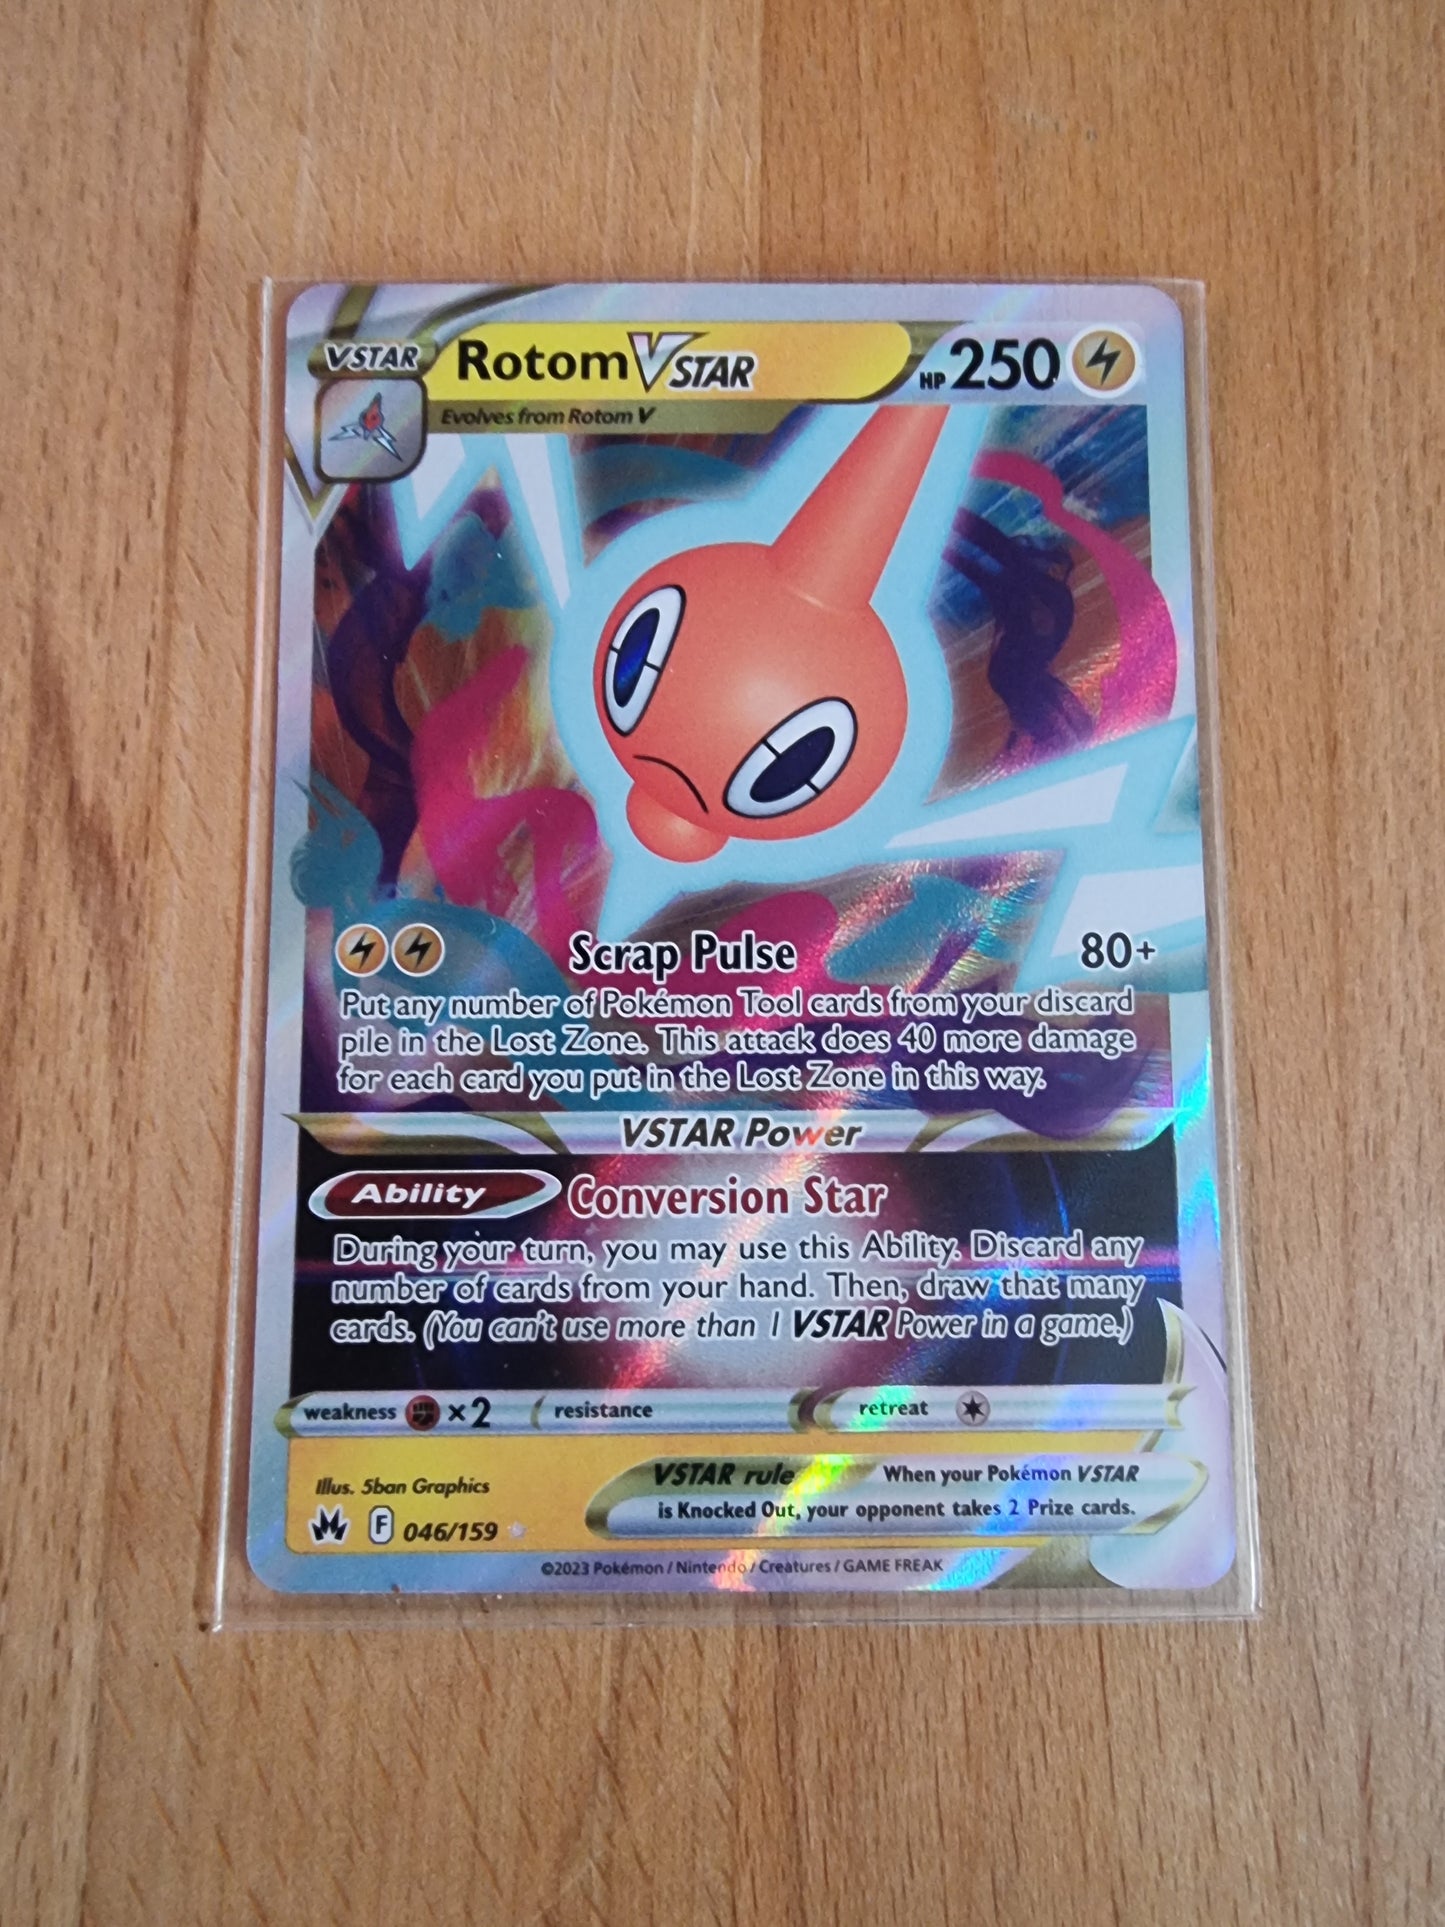 VSTAR Rotom VSTAR HP 250
Evolves from Rotom V
Scrap Pulse 80+
Put any number of Pokémon Tool cards from your discard
pile in the Lost Zone. This attack does 40 more damage
for each card you put in the Lost Zone in this way.
VSTAR Power
Ability Conversion Star
During your turn, you may use this Ability. Discard any
number of cards from your hand. Then, draw that many
cards. (You can't use more than 1 VSTAR Power in a game.)
weakness ×2 resistance retreat
Illus. 5ban Graphics
F 046/159
VSTAR rule When your Pokémon VSTAR
is Knocked Out, your opponent takes 2 Prize cards.
©2023 Pokémon / Nintendo / Creatures / GAME FREAK